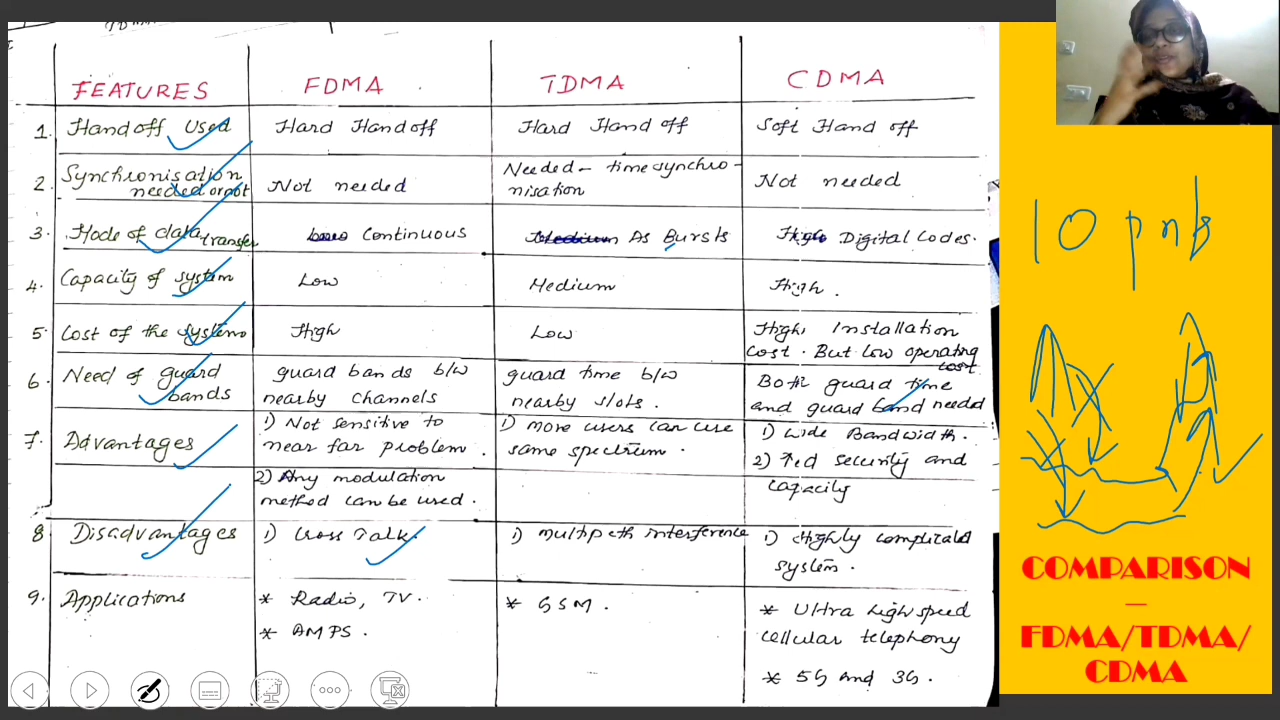 FEATURES FDMA TDMA CDMA
1. Handoff Used Hard Handoff Hard Hand off Soft Hand off
2. Synchronisation needed or not Not needed Needed – time synchro-
nisation Not needed
3. Mode of data transfer Continuous As Bursts Digital Codes.
4. Capacity of system Low Medium High.
5. Cost of the system High Low High Installation
cost. But low operating
cost
6. Need of guard
bands guard bands b/w
nearby channels guard time b/w
nearby slots. Both guard time
and guard band needed
7. Advantages 1) Not sensitive to
near far problem.
2) Any modulation
method can be used.
1) more users can use
same spectrum.
1) Wide Bandwidth.
2) ↑ed security and
capacity
8 Disadvantages 1) Cross Talk. 1) multipath interference 1) Highly complicated
system.
9. Applications * Radio, TV.
* AMPS.
* GSM.
* Ultra high speed
cellular telephony
* 5G and 3G.
10
COMPARISON
–
FDMA/TDMA/
CDMA